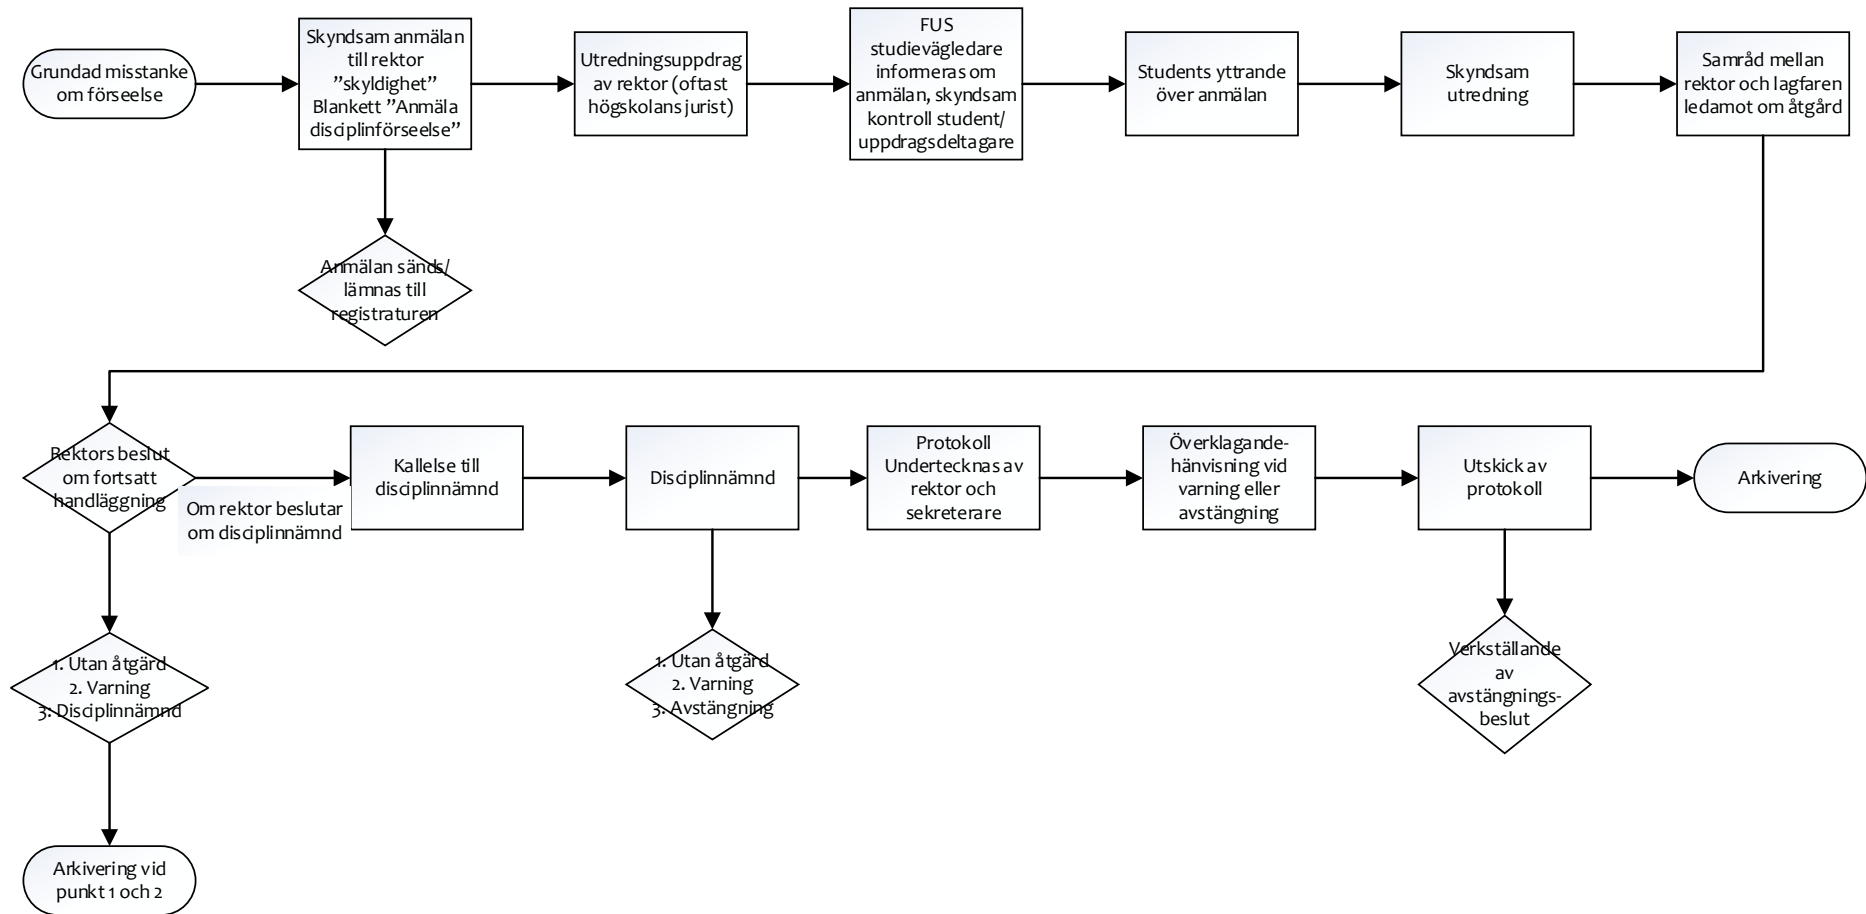 Grundad misstanke
om förseelse
Skyndsam anmälan
till rektor
”skyldighet”
Blankett ”Anmäla
disciplinförseelse”
Utredningsuppdrag
av rektor (oftast
högskolans jurist)
FUS
studievägledare
informeras om
anmälan, skyndsam
kontroll student/
uppdragsdeltagare
Students yttrande
över anmälan
Skyndsam
utredning
Samråd mellan
rektor och lagfaren
ledamot om åtgård
Anmälan sänds/
lämnas till
registraturen
Rektors beslut
om fortsatt
handläggning
Om rektor beslutar
om disciplinnämnd
Kallelse till
disciplinnämnd
Disciplinnämnd
Protokoll
Undertecknas av
rektor och
sekreterare
Överklagande-
hänvisning vid
varning eller
avstängning
Utskick av
protokoll
Arkivering
1. Utan åtgärd
2. Varning
3: Disciplinnämnd
1. Utan åtgärd
2. Varning
3. Avstängning
Verkställande
av
avstängnings-
beslut
Arkivering vid
punkt 1 och 2